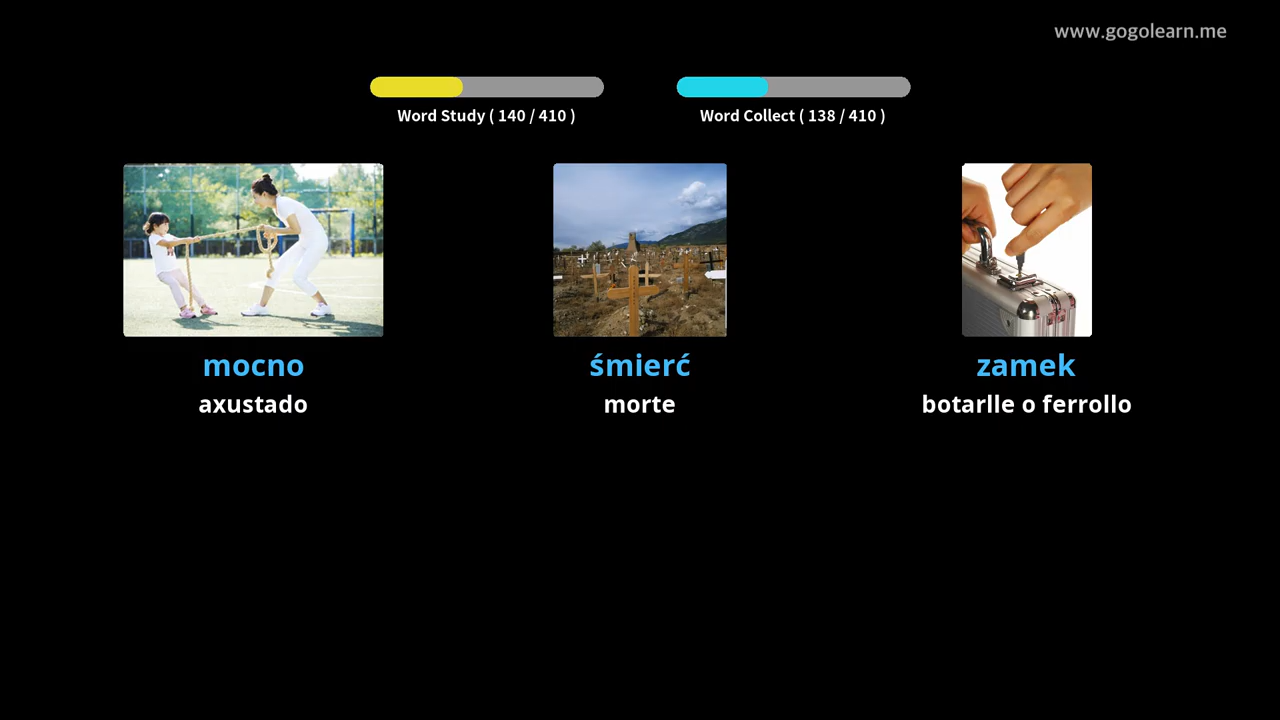 www.gogolearn.me
Word Study ( 140 / 410 )
Word Collect ( 138 / 410 )
mocno
axustado
śmierć
morte
zamek
botarlle o ferrollo